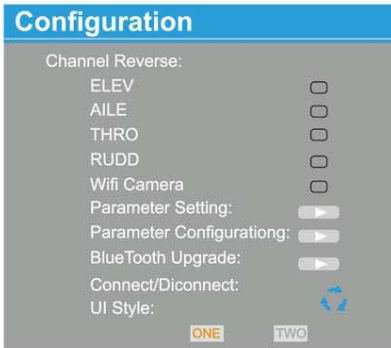 Configuration
Channel Reverse:
ELEV
AILE
THRO
RUDD
Wifi Camera
Parameter Setting:
Parameter Configurationg:
BlueTooth Upgrade:
Connect/Diconnect:
UI Style:
ONE TWO